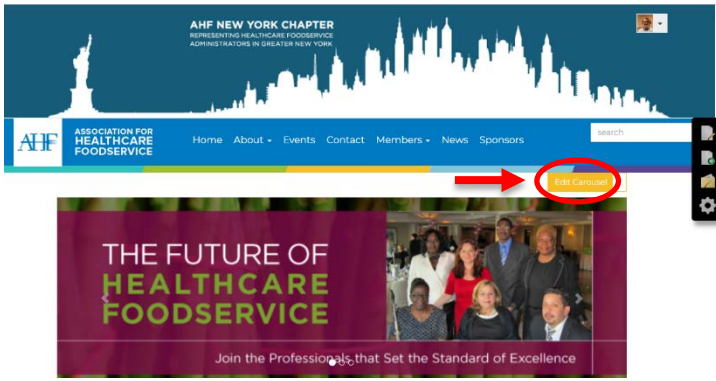 AHF NEW YORK CHAPTER
REPRESENTING HEALTHCARE FOODSERVICE
ADMINISTRATORS IN GREATER NEW YORK
AHF
ASSOCIATION FOR
HEALTHCARE
FOODSERVICE
Home About Events Contact Members News Sponsors
search
Edit Carousel
THE FUTURE OF
HEALTHCARE
FOODSERVICE
Join the Professionals that Set the Standard of Excellence